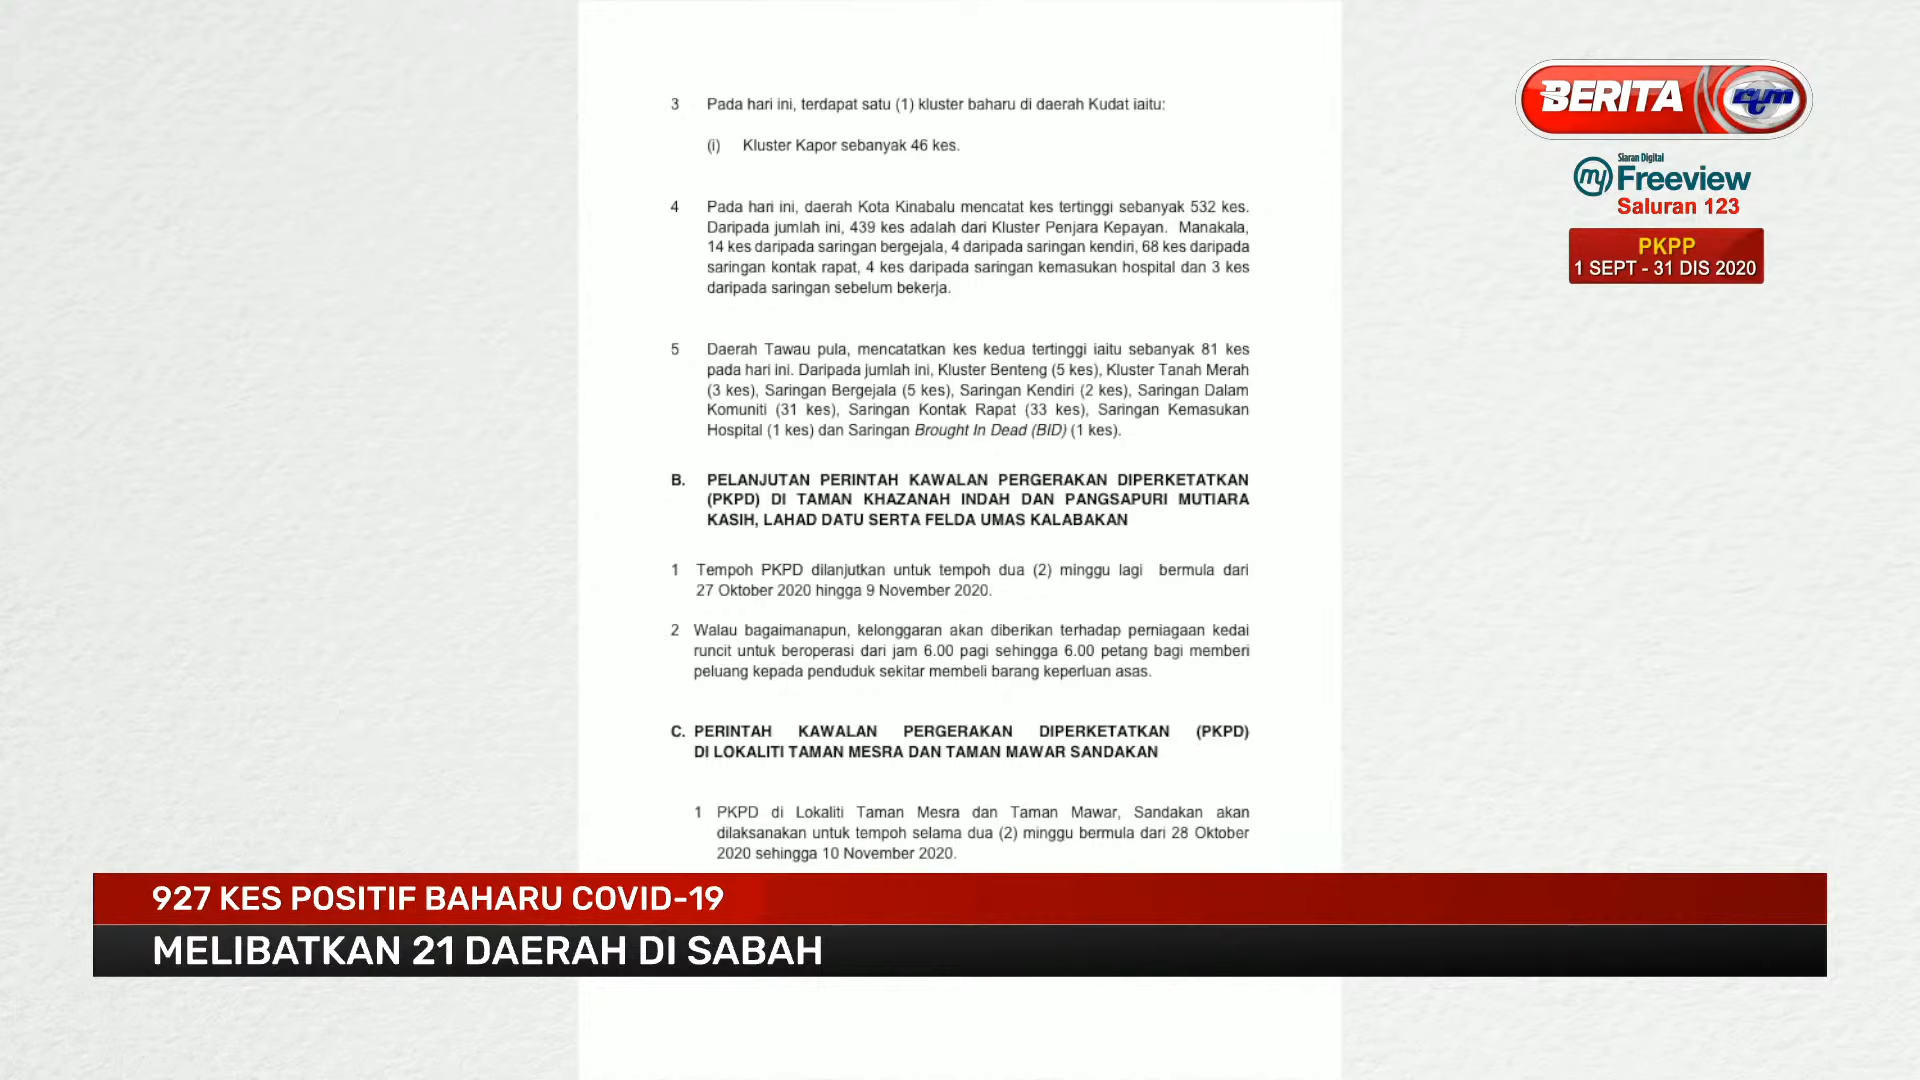 3 Pada hari ini, terdapat satu (1) kluster baharu di daerah Kudat iaitu:
(i) Kluster Kapor sebanyak 46 kes.
4 Pada hari ini, daerah Kota Kinabalu mencatat kes tertinggi sebanyak 532 kes.
Daripada jumlah ini, 439 kes adalah dari Kluster Penjara Kepayan. Manakala,
14 kes daripada saringan bergejala, 4 daripada saringan kendiri, 68 kes daripada
saringan kontak rapat, 4 kes daripada saringan kemasukan hospital dan 3 kes
daripada saringan sebelum bekerja.
5 Daerah Tawau pula, mencatatkan kes kedua tertinggi iaitu sebanyak 81 kes
pada hari ini. Daripada jumlah ini, Kluster Benteng (5 kes), Kluster Tanah Merah
(3 kes), Saringan Bergejala (5 kes), Saringan Kendiri (2 kes), Saringan Dalam
Komuniti (31 kes), Saringan Kontak Rapat (33 kes), Saringan Kemasukan
Hospital (1 kes) dan Saringan Brought In Dead (BID) (1 kes).
B. PELANJUTAN PERINTAH KAWALAN PERGERAKAN DIPERKETATKAN
(PKPD) DI TAMAN KHAZANAH INDAH DAN PANGSAPURI MUTIARA
KASIH, LAHAD DATU SERTA FELDA UMAS KALABAKAN
1 Tempoh PKPD dilanjutkan untuk tempoh dua (2) minggu lagi bermula dari
27 Oktober 2020 hingga 9 November 2020.
2 Walau bagaimanapun, kelonggaran akan diberikan terhadap perniagaan kedai
runcit untuk beroperasi dari jam 6.00 pagi sehingga 6.00 petang bagi memberi
peluang kepada penduduk sekitar membeli barang keperluan asas.
C. PERINTAH KAWALAN PERGERAKAN DIPERKETATKAN (PKPD)
DI LOKALITI TAMAN MESRA DAN TAMAN MAWAR SANDAKAN
1 PKPD di Lokaliti Taman Mesra dan Taman Mawar, Sandakan akan
dilaksanakan untuk tempoh selama dua (2) minggu bermula dari 28 Oktober
2020 sehingga 10 November 2020.
BERITA rtm
Siaran Digital
my Freeview
Saluran 123
PKPP
1 SEPT - 31 DIS 2020
927 KES POSITIF BAHARU COVID-19
MELIBATKAN 21 DAERAH DI SABAH